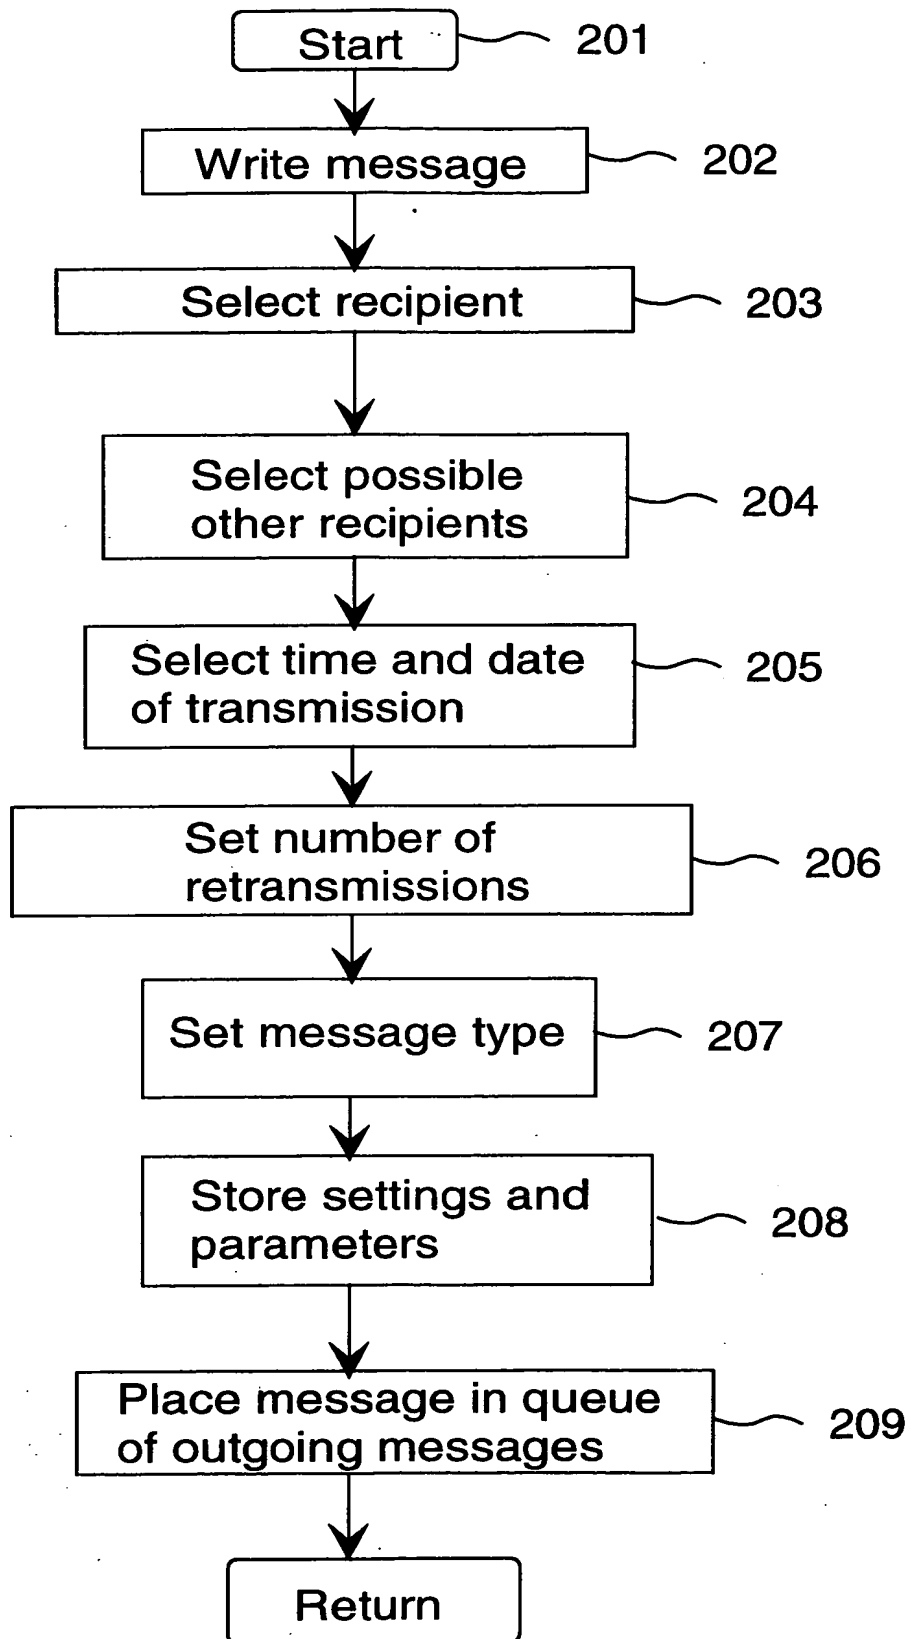 Start 201
Write message 202
Select recipient 203
Select possible
other recipients 204
Select time and date
of transmission 205
Set number of
retransmissions 206
Set message type 207
Store settings and
parameters 208
Place message in queue
of outgoing messages 209
Return